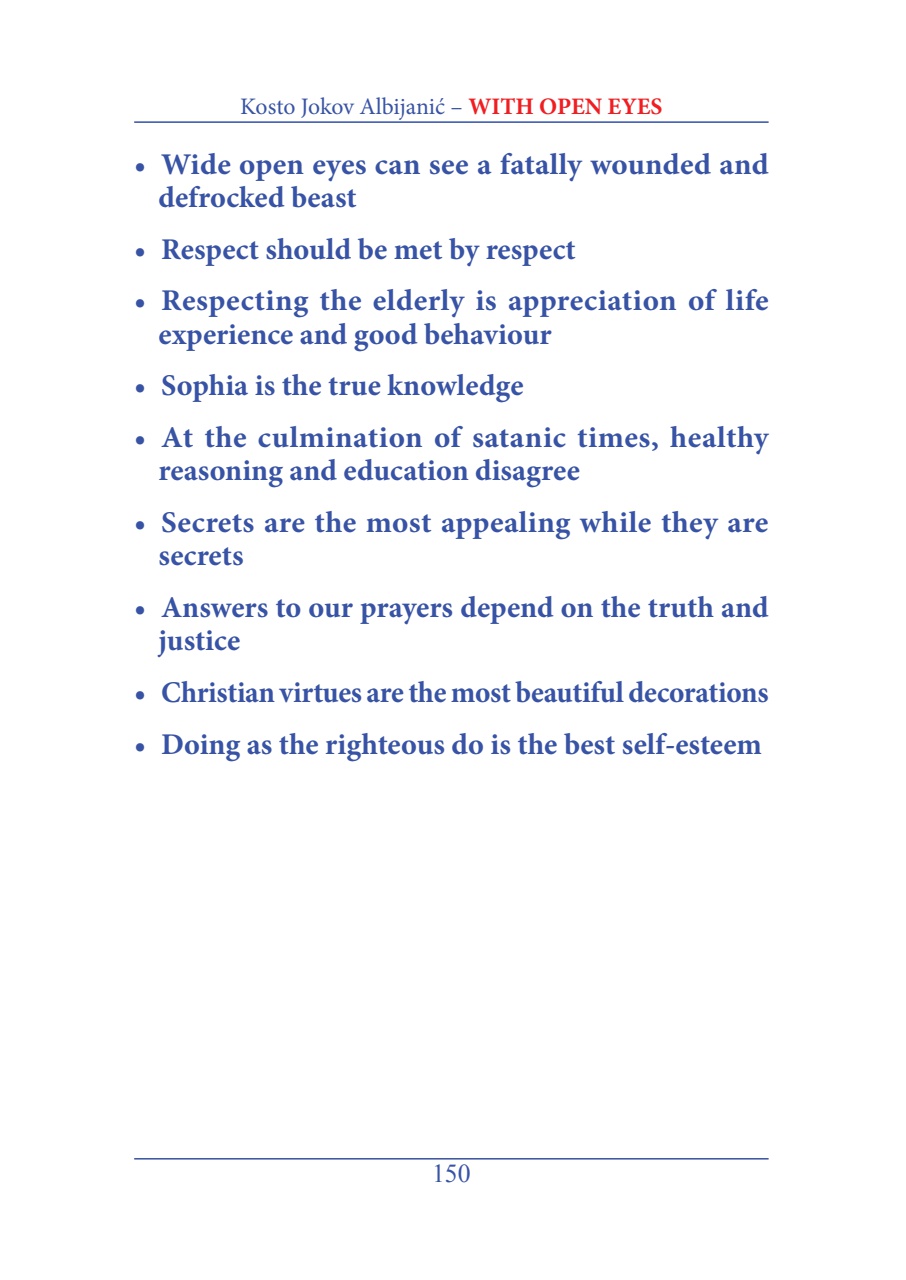 Kosto Jokov Albijanić – WITH OPEN EYES
• Wide open eyes can see a fatally wounded and
defrocked beast
• Respect should be met by respect
• Respecting the elderly is appreciation of life
experience and good behaviour
• Sophia is the true knowledge
• At the culmination of satanic times, healthy
reasoning and education disagree
• Secrets are the most appealing while they are
secrets
• Answers to our prayers depend on the truth and
justice
• Christian virtues are the most beautiful decorations
• Doing as the righteous do is the best self-esteem
150